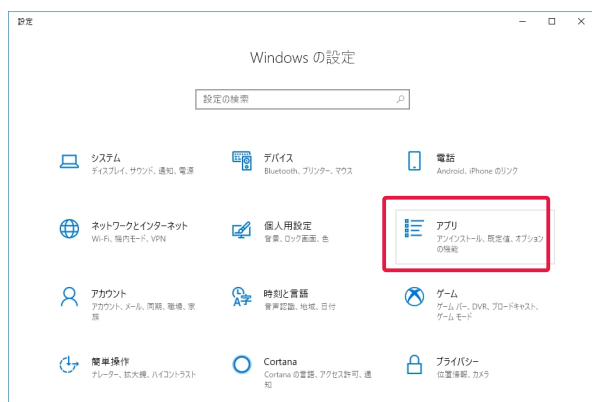 設定
Windows の設定
設定の検索
システム
ディスプレイ、サウンド、通知、電源
デバイス
Bluetooth、プリンター、マウス
電話
Android、iPhone のリンク
ネットワークとインターネット
Wi-Fi、機内モード、VPN
個人用設定
背景、ロック画面、色
アプリ
アンインストール、既定値、オプション
の機能
アカウント
アカウント、メール、同期、職場、家
族
時刻と言語
音声認識、地域、日付
ゲーム
ゲーム バー、DVR、ブロードキャスト、
ゲーム モード
簡単操作
ナレーター、拡大鏡、ハイコントラスト
Cortana
Cortana の言語、アクセス許可、通
知
プライバシー
位置情報、カメラ